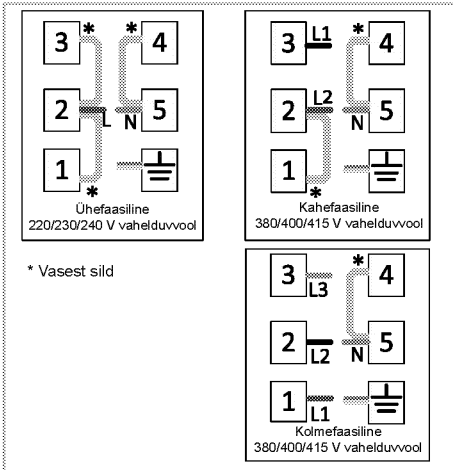 3 * * 4
2 L N 5
1 *
Ühefaasiline
220/230/240 V vahelduvvool
3 L1 * 4
2 L2 N 5
1 *
Kahefaasiline
380/400/415 V vahelduvvool
* Vasest sild
3 L3 * 4
2 L2 N 5
1 L1
Kolmefaasiline
380/400/415 V vahelduvvool